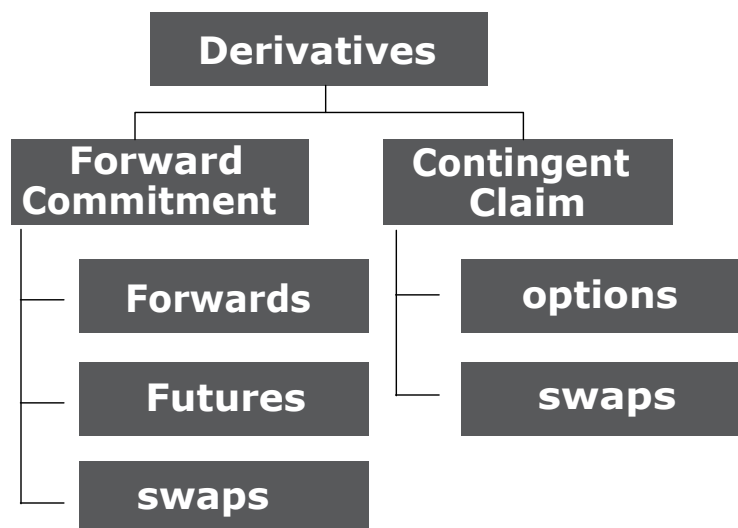 Derivatives
Forward
Commitment
Contingent
Claim
Forwards
options
Futures
swaps
swaps